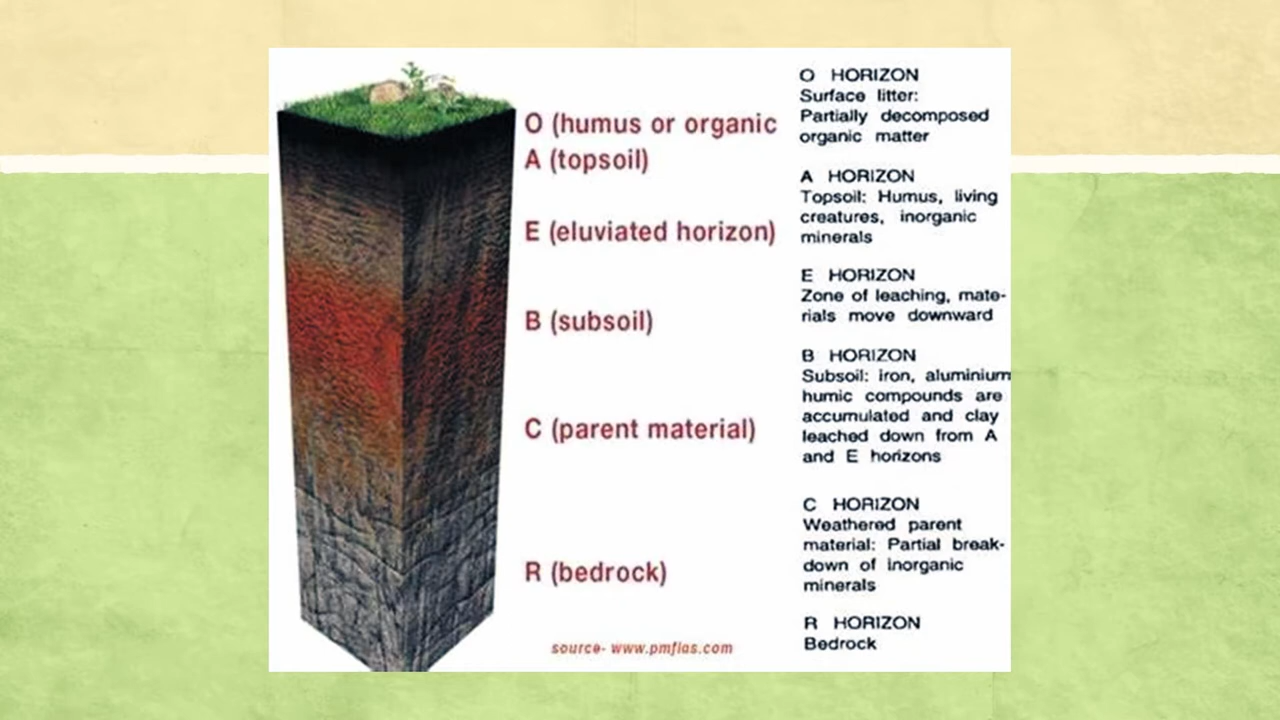 O (humus or organic
A (topsoil)
E (eluviated horizon)
B (subsoil)
C (parent material)
R (bedrock)
source- www.pmfias.com
O HORIZON
Surface litter:
Partially decomposed
organic matter
A HORIZON
Topsoil: Humus, living
creatures, inorganic
minerals
E HORIZON
Zone of leaching, mate-
rials move downward
B HORIZON
Subsoil: iron, aluminium
humic compounds are
accumulated and clay
leached down from A
and E horizons
C HORIZON
Weathered parent
material: Partial break-
down of inorganic
minerals
R HORIZON
Bedrock